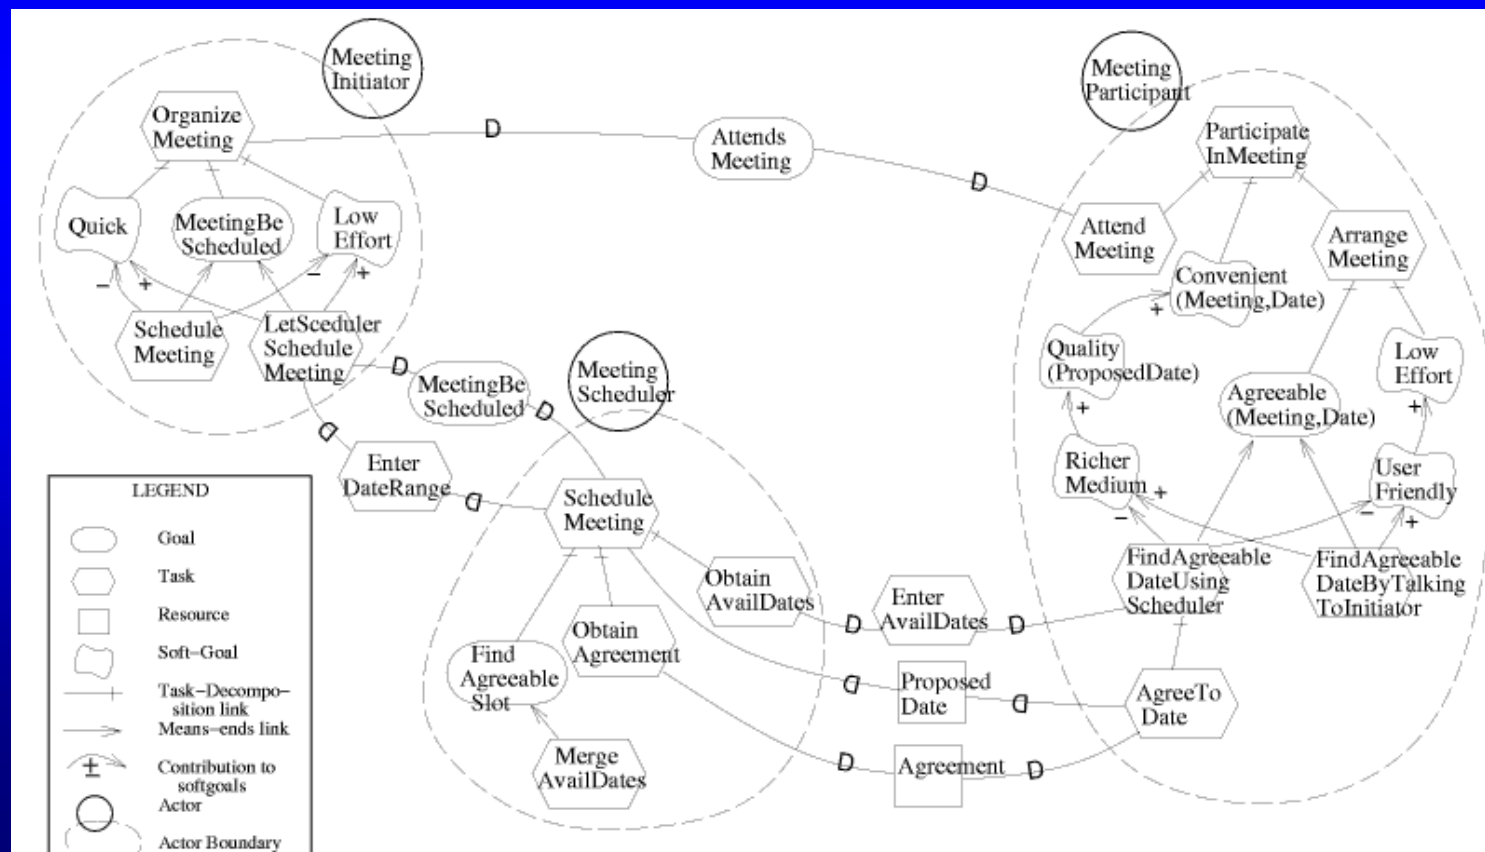 Meeting
Initiator
Organize
Meeting
Quick
MeetingBe
Scheduled
Low
Effort
−
+
−
+
Schedule
Meeting
LetSceduler
Schedule
Meeting
D
Attends
Meeting
D
Meeting
Participant
Participate
InMeeting
Attend
Meeting
Arrange
Meeting
Convenient
(Meeting,Date)
+
Quality
(ProposedDate)
+
Agreeable
(Meeting,Date)
Low
Effort
+
Richer
Medium
+
−
User
Friendly
−
+
FindAgreeable
DateUsing
Scheduler
FindAgreeable
DateByTalking
ToInitiator
AgreeTo
Date
D
MeetingBe
Scheduled
D
Meeting
Scheduler
D
Enter
DateRange
D
Schedule
Meeting
Obtain
AvailDates
D
Enter
AvailDates
D
Obtain
Agreement
Find
Agreeable
Slot
Merge
AvailDates
D
Proposed
Date
D
D
Agreement
D
LEGEND
Goal
Task
Resource
Soft−Goal
Task−Decompo−
sition link
Means−ends link
±
Contribution to
softgoals
Actor
Actor Boundary